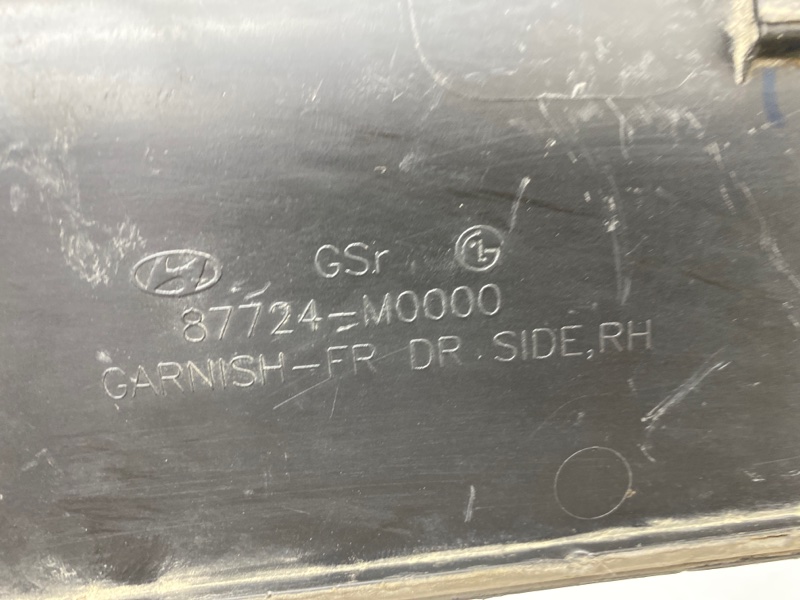 GSr
87724-M0000
GARNISH-FR DR SIDE,RH